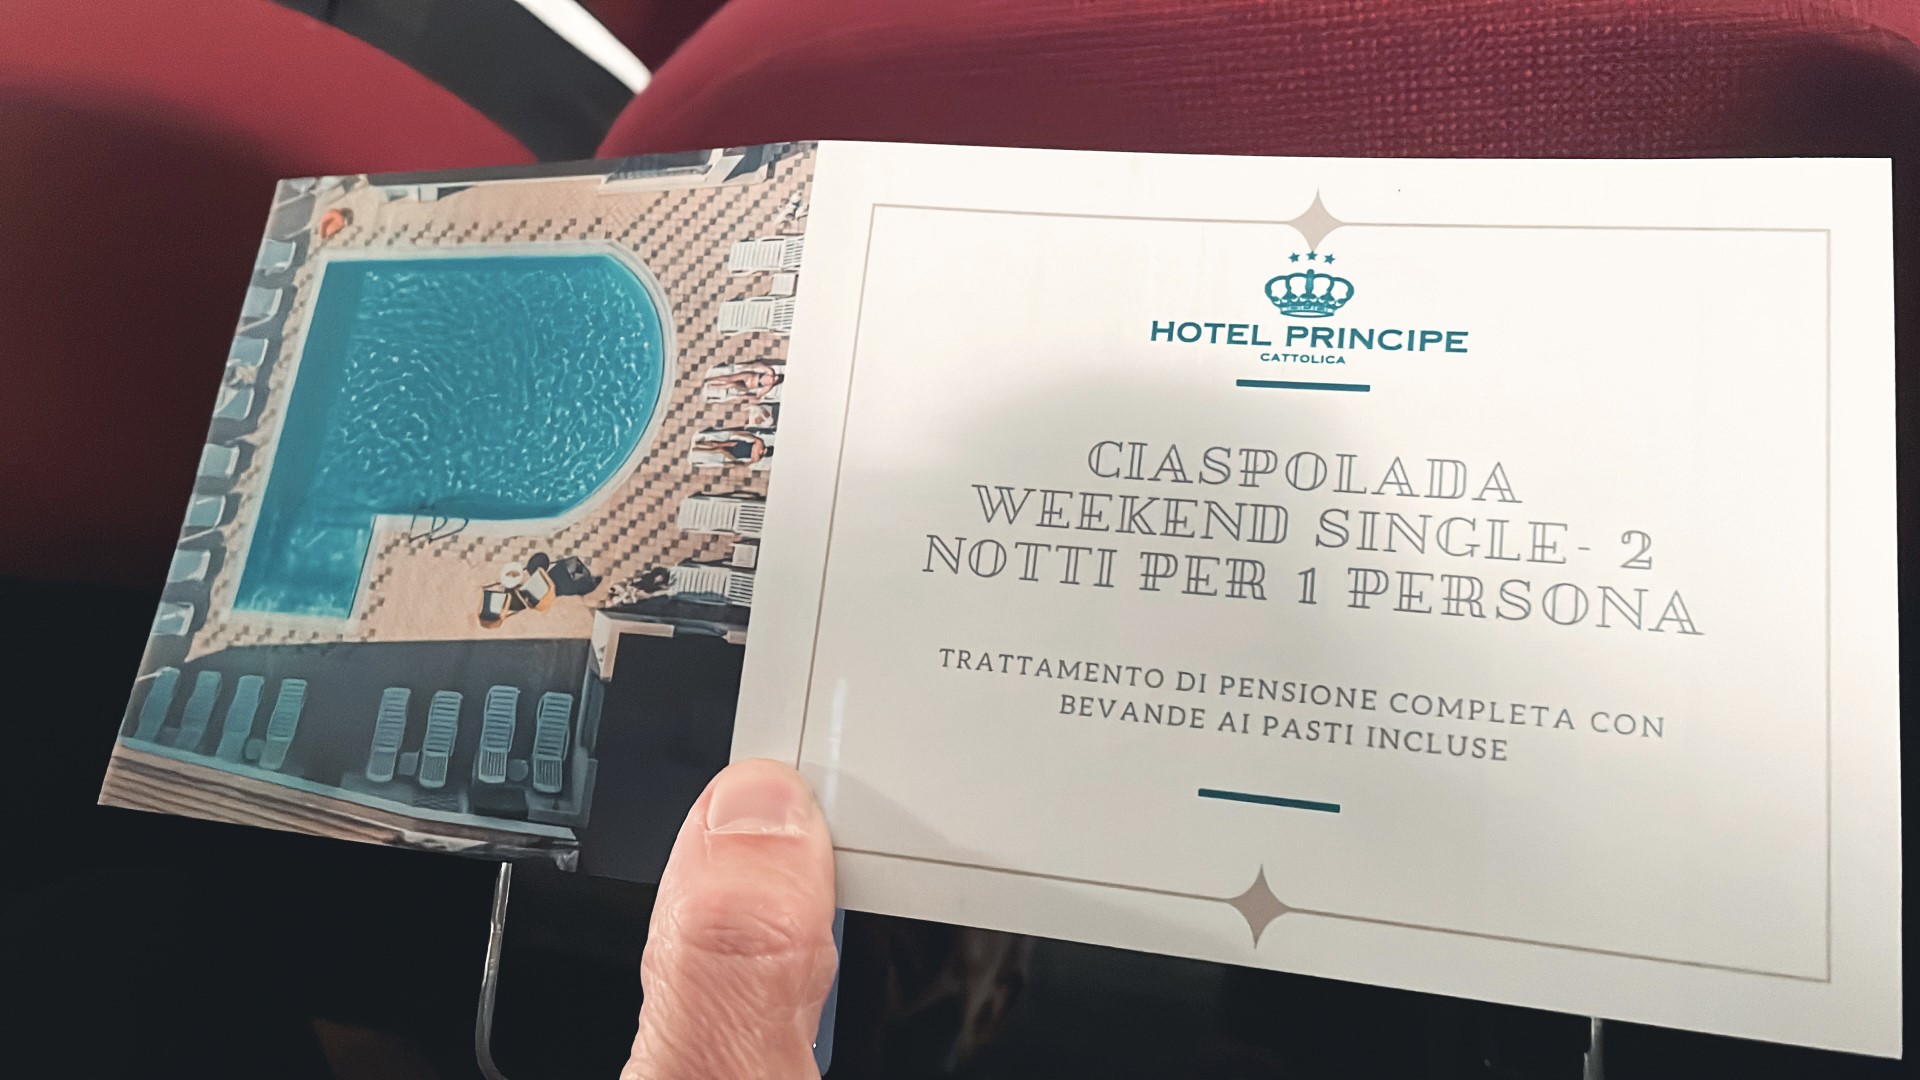 HOTEL PRINCIPE
CATTOLICA
CIASPOLADA
WEEKEND SINGLE- 2
NOTTI PER 1 PERSONA
TRATTAMENTO DI PENSIONE COMPLETA CON
BEVANDE AI PASTI INCLUSE